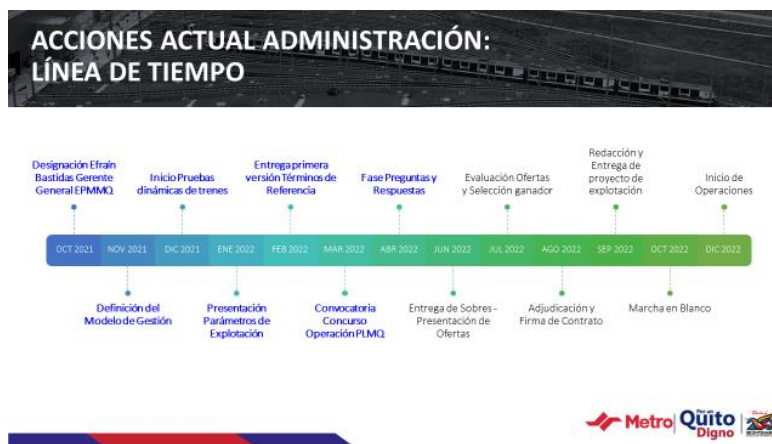 ACCIONES ACTUAL ADMINISTRACIÓN:
LÍNEA DE TIEMPO
Designación Efraín
Bastidas Gerente
General EPMMQ
Inicio Pruebas
dinámicas de trenes
Entrega primera
versión Términos de
Referencia
Fase Preguntas y
Respuestas
Evaluación Ofertas
y Selección ganador
Redacción y
Entrega de
proyecto de
explotación
Inicio de
Operaciones
OCT 2021 NOV 2021 DIC 2021 ENE 2022 FEB 2022 MAR 2022 ABR 2022 JUN 2022 JUL 2022 AGO 2022 SEP 2022 OCT 2022 DIC 2022
Definición del
Modelo de Gestión
Presentación
Parámetros de
Explotación
Convocatoria
Concurso
Operación PLMQ
Entrega de Sobres -
Presentación de
Ofertas
Adjudicación y
Firma de Contrato
Marcha en Blanco
Metro
Por un
Quito
Digno